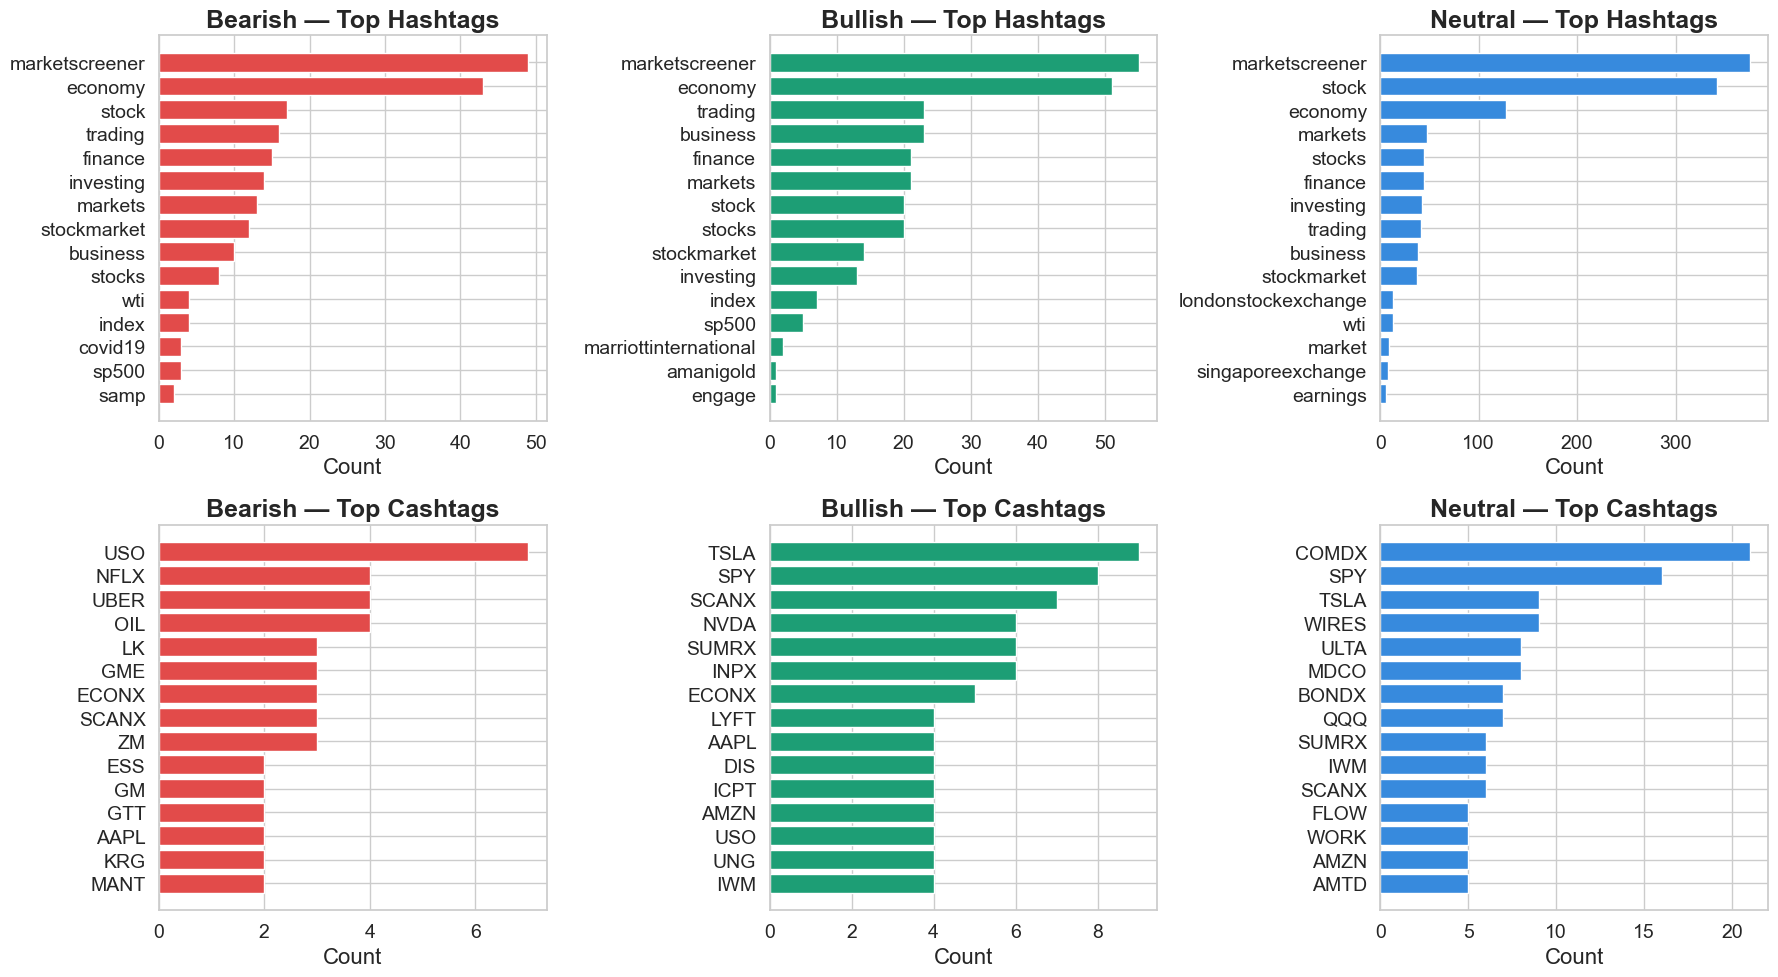 Bearish — Top Hashtags
marketscreener
economy
stock
trading
finance
investing
markets
stockmarket
business
stocks
wti
index
covid19
sp500
samp
0 10 20 30 40 50
Count
Bullish — Top Hashtags
marketscreener
economy
trading
business
finance
markets
stock
stocks
stockmarket
investing
index
sp500
marriottinternational
amanigold
engage
0 10 20 30 40 50
Count
Neutral — Top Hashtags
marketscreener
stock
economy
markets
stocks
finance
investing
trading
business
stockmarket
londonstockexchange
wti
market
singaporeexchange
earnings
0 100 200 300
Count
Bearish — Top Cashtags
USO
NFLX
UBER
OIL
LK
GME
ECONX
SCANX
ZM
ESS
GM
GTT
AAPL
KRG
MANT
0 2 4 6
Count
Bullish — Top Cashtags
TSLA
SPY
SCANX
NVDA
SUMRX
INPX
ECONX
LYFT
AAPL
DIS
ICPT
AMZN
USO
UNG
IWM
0 2 4 6 8
Count
Neutral — Top Cashtags
COMDX
SPY
TSLA
WIRES
ULTA
MDCO
BONDX
QQQ
SUMRX
IWM
SCANX
FLOW
WORK
AMZN
AMTD
0 5 10 15 20
Count